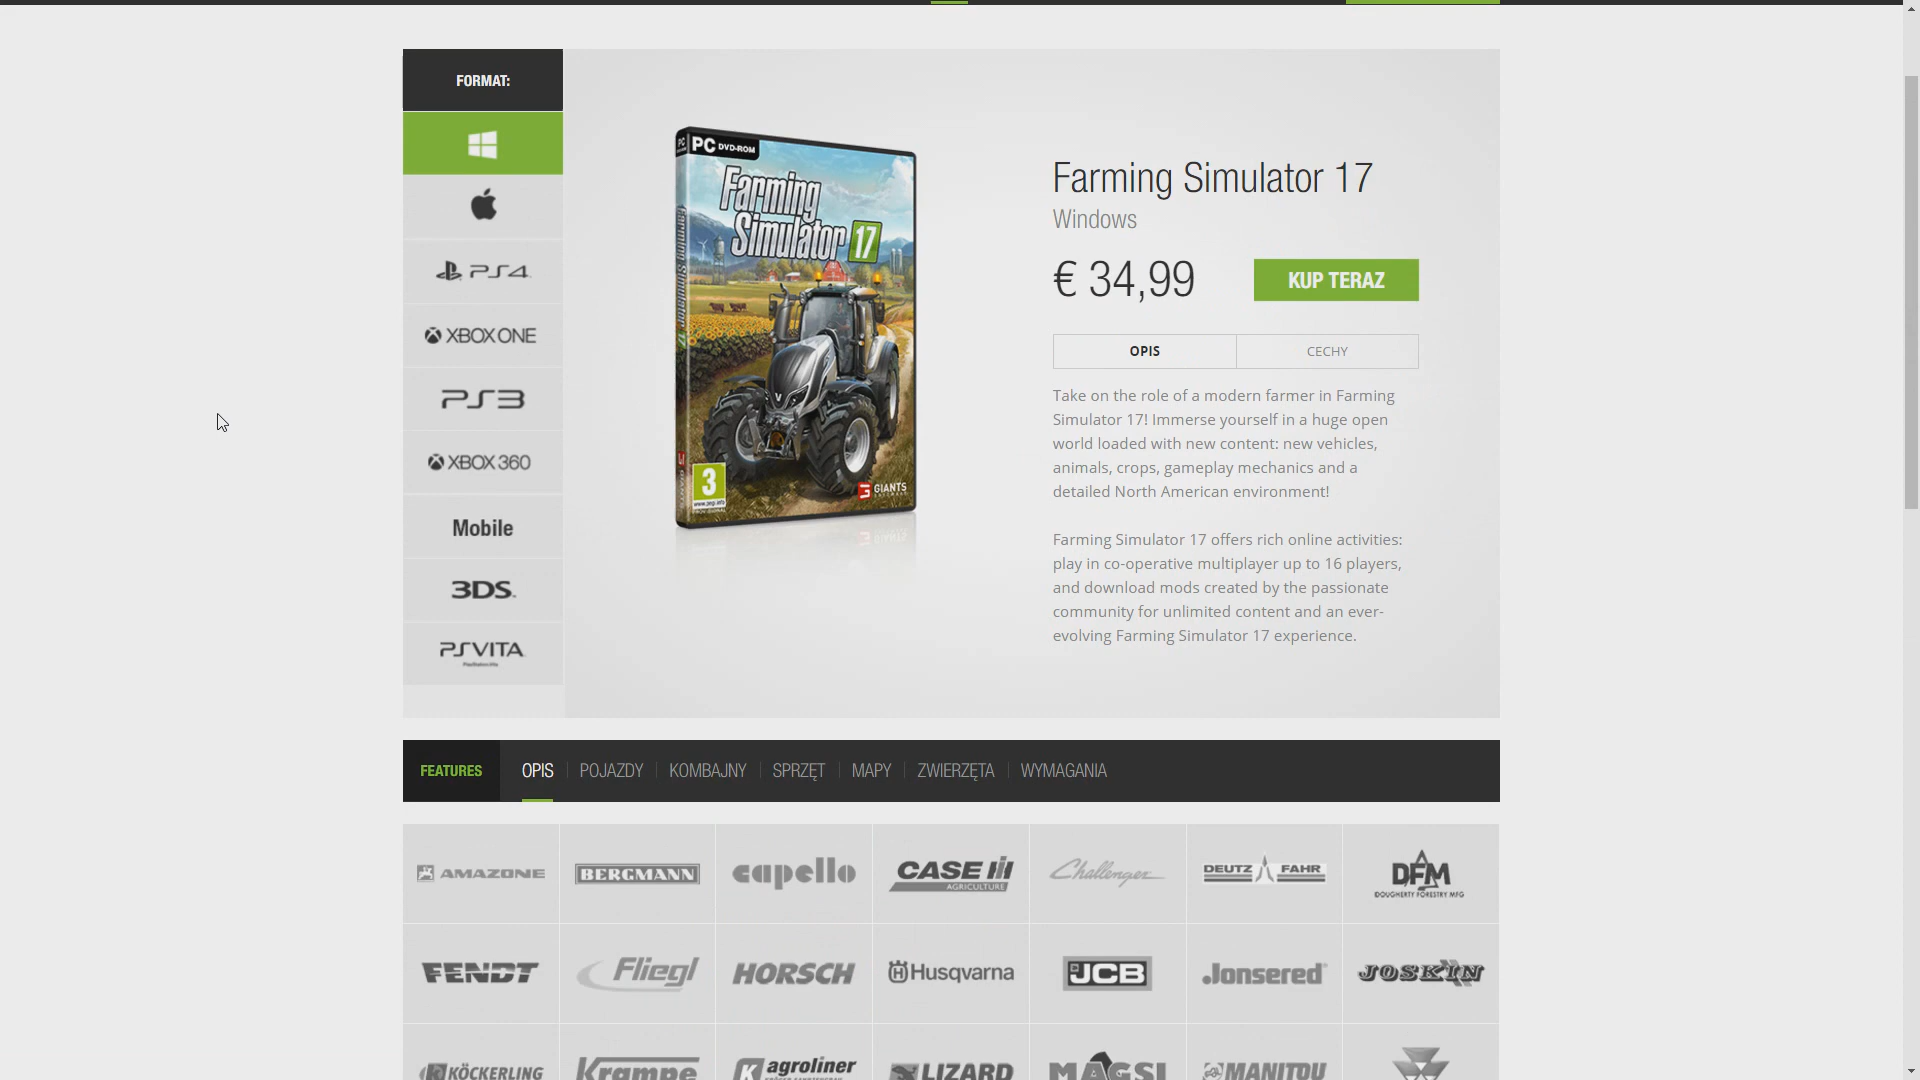 FORMAT:
PS4
XBOX ONE
PS3
XBOX 360
Mobile
3DS
PSVITA
PC DVD-ROM
Farming
Simulator 17
3
GIANTS
SOFTWARE
Farming Simulator 17
Windows
€ 34,99
KUP TERAZ
OPIS
CECHY
Take on the role of a modern farmer in Farming
Simulator 17! Immerse yourself in a huge open
world loaded with new content: new vehicles,
animals, crops, gameplay mechanics and a
detailed North American environment!
Farming Simulator 17 offers rich online activities:
play in co-operative multiplayer up to 16 players,
and download mods created by the passionate
community for unlimited content and an ever-
evolving Farming Simulator 17 experience.
FEATURES OPIS POJAZDY KOMBAJNY SPRZĘT MAPY ZWIERZĘTA WYMAGANIA
AMAZONE BERGMANN capello CASE IH AGRICULTURE Challenger DEUTZ FAHR DFM DOUGHERTY FORESTRY MFG
FENDT Fliegl HORSCH Husqvarna JCB Jonsered JOSKIN
KÖCKERLING Krampe agroliner LIZARD MAGSI MANITOU